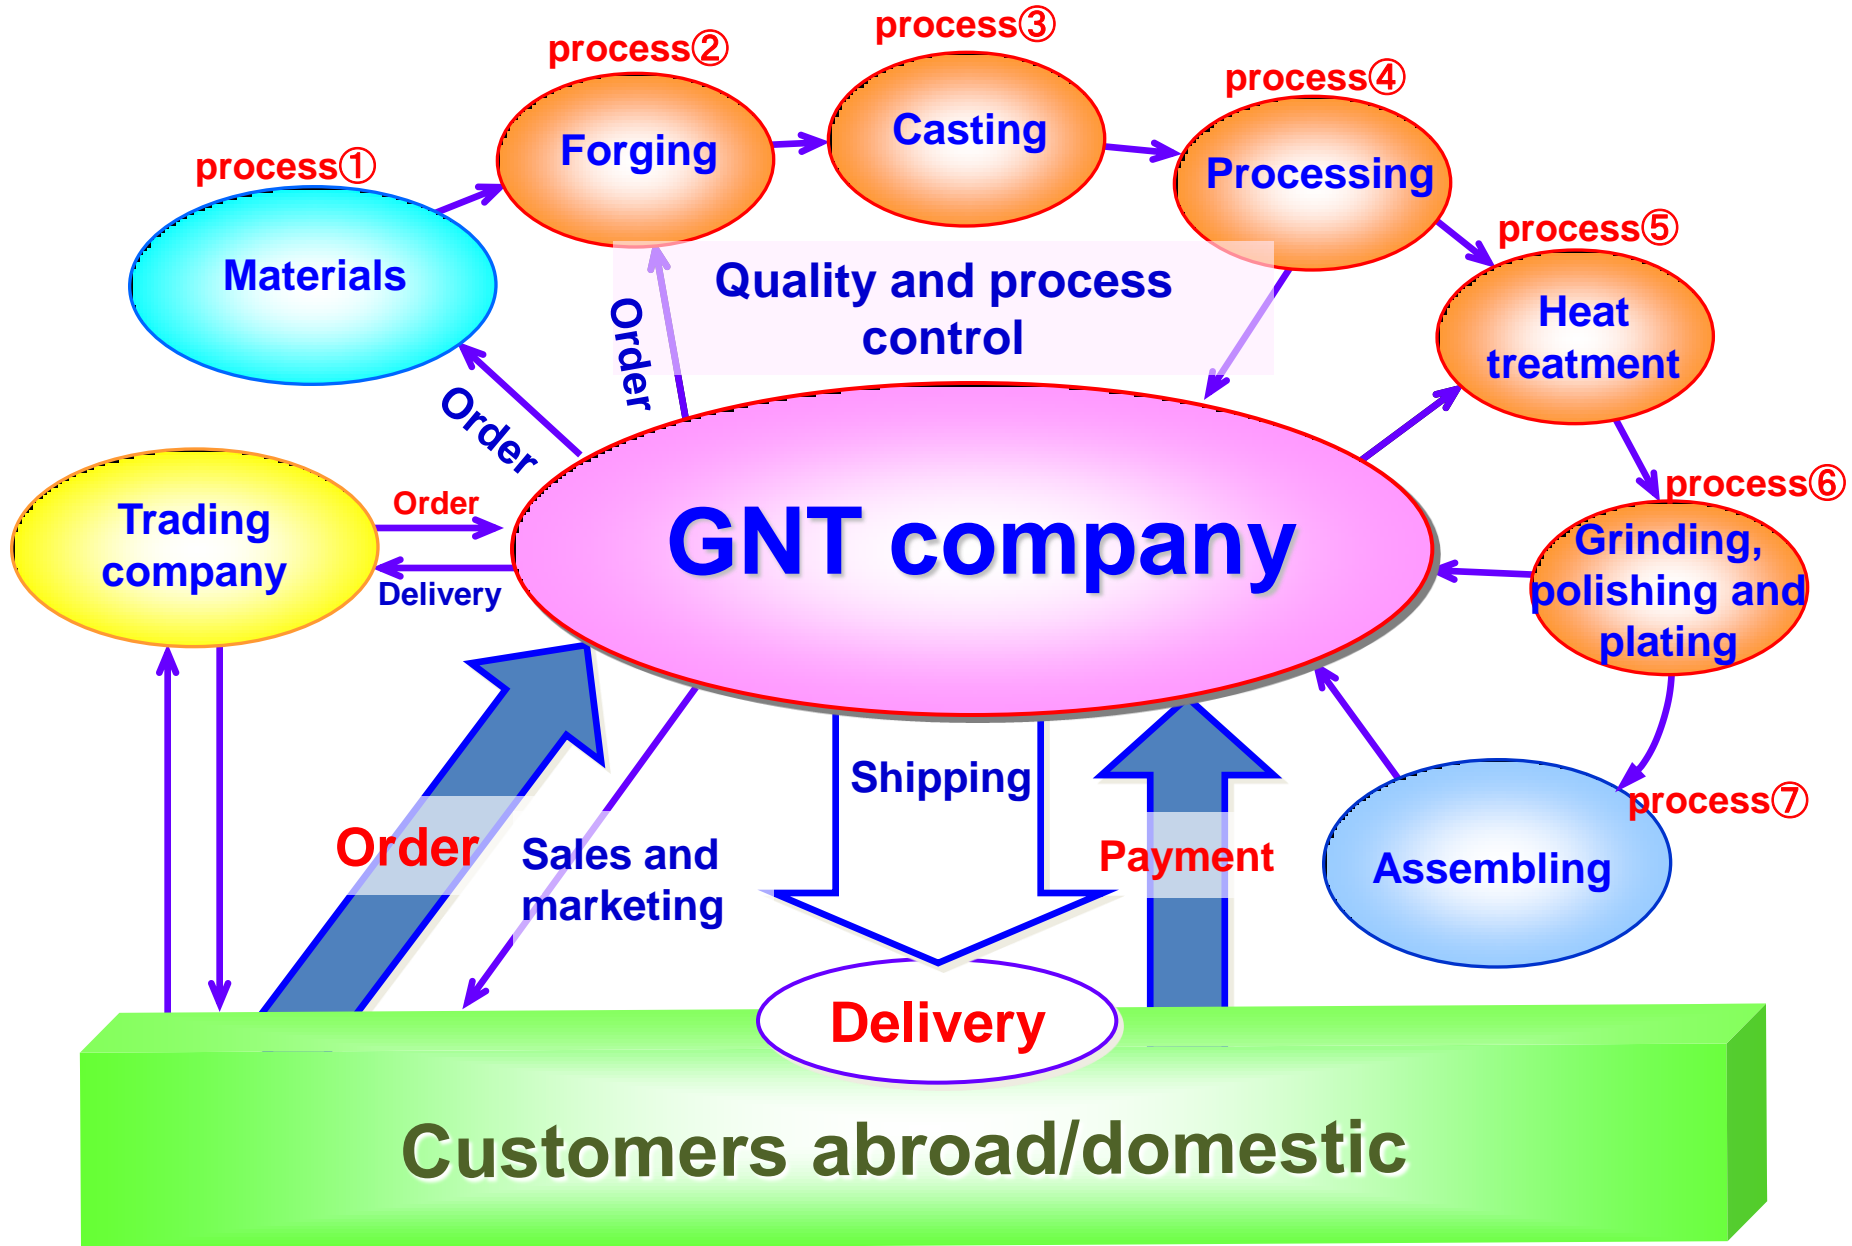 process③
process②
process④
process①
Forging
Casting
Processing
process⑤
Materials
Quality and process
control
Heat
treatment
Order
Order
Order
Delivery
Trading
company
GNT company
process⑥
Grinding,
polishing and
plating
Shipping
process⑦
Order
Sales and
marketing
Payment
Assembling
Delivery
Customers abroad/domestic